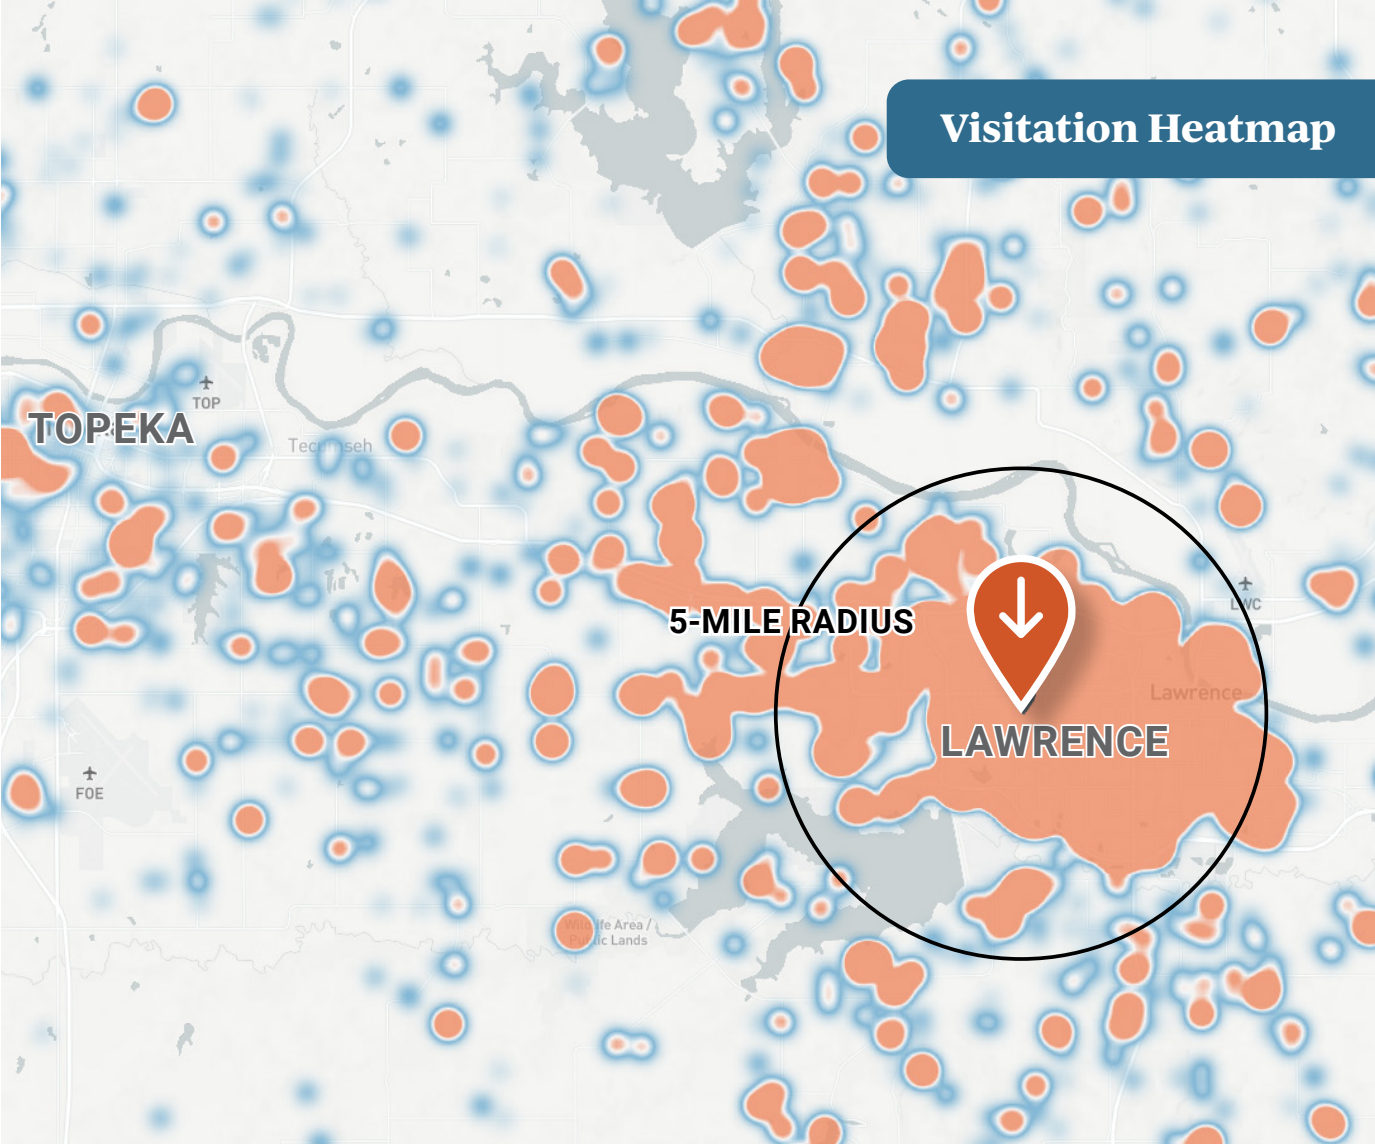 Visitation Heatmap
TOP
TOPEKA
Tecumseh
LWC
5-MILE RADIUS
Lawrence
LAWRENCE
FOE
Wildlife Area /
Public Lands